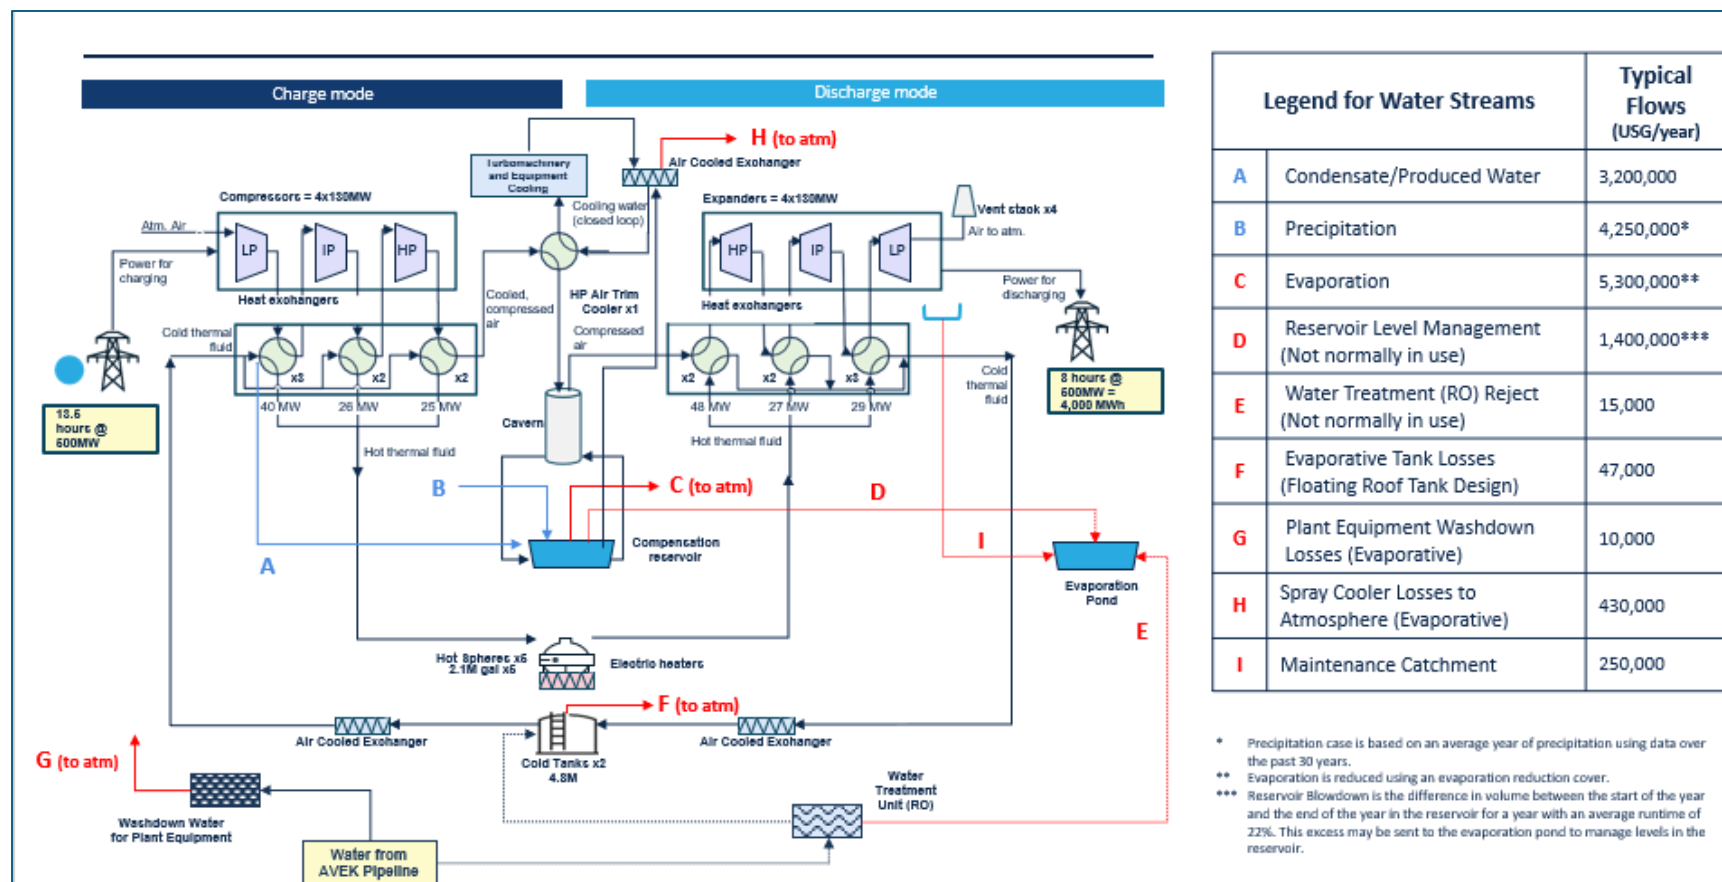 Charge mode
Discharge mode
H (to atm)
Turbomachinery
and Equipment
Cooling
Air Cooled Exhanger
Compressors = 4x130MW
Cooling water
(closed loop)
Expanders = 4x130MW
Vent stack x4
Atm. Air
Air to atm.
LP
IP
HP
HP
IP
LP
Power for
charging
Power for
discharging
Heat exchangers
Cooled,
compressed
air
HP Air Trim
Cooler x1
Heat exchangers
Cold thermal
fluid
Compressed
air
x3
x2
x2
x2
x2
x3
Cold
thermal
fluid
40 MW
26 MW
25 MW
48 MW
27 MW
29 MW
13.5
hours @
600MW
8 hours @
500MW =
4,000 MWh
Cavern
Hot thermal fluid
Hot thermal fluid
B
C (to atm)
D
A
Compensation
reservoir
I
Evaporation
Pond
E
Hot Spheres x5
2.1M gal x5
Electric heaters
F (to atm)
Air Cooled Exhanger
Air Cooled Exhanger
Cold Tanks x2
4.8M
G (to atm)
Water
Treatment
Unit (RO)
Washdown Water
for Plant Equipment
Water from
AVEK Pipeline
Legend for Water Streams
Typical
Flows
(USG/year)
A Condensate/Produced Water 3,200,000
B Precipitation 4,250,000*
C Evaporation 5,300,000**
D Reservoir Level Management
(Not normally in use) 1,400,000***
E Water Treatment (RO) Reject
(Not normally in use) 15,000
F Evaporative Tank Losses
(Floating Roof Tank Design) 47,000
G Plant Equipment Washdown
Losses (Evaporative) 10,000
H Spray Cooler Losses to
Atmosphere (Evaporative) 430,000
I Maintenance Catchment 250,000
* Precipitation case is based on an average year of precipitation using data over
the past 30 years.
** Evaporation is reduced using an evaporation reduction cover.
*** Reservoir Blowdown is the difference in volume between the start of the year
and the end of the year in the reservoir for a year with an average runtime of
22%. This excess may be sent to the evaporation pond to manage levels in the
reservoir.